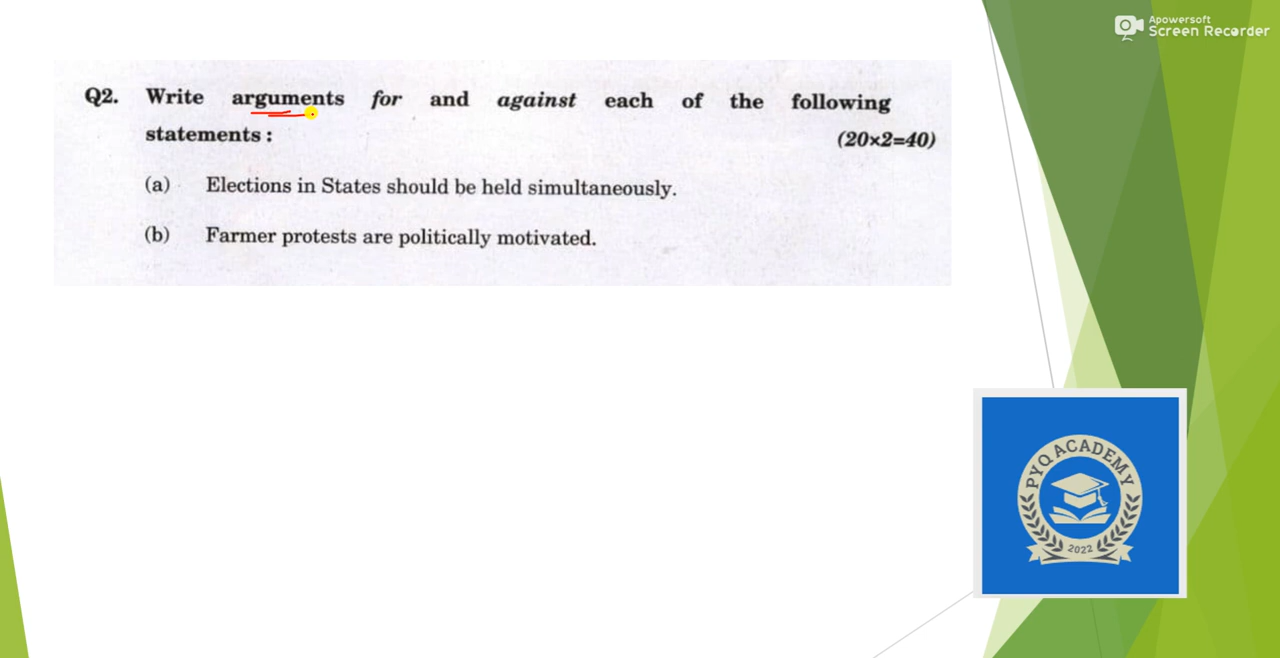 Apowersoft
Screen Recorder
Q2. Write arguments for and against each of the following
statements : (20×2=40)
(a) Elections in States should be held simultaneously.
(b) Farmer protests are politically motivated.
PYQ ACADEMY
2022